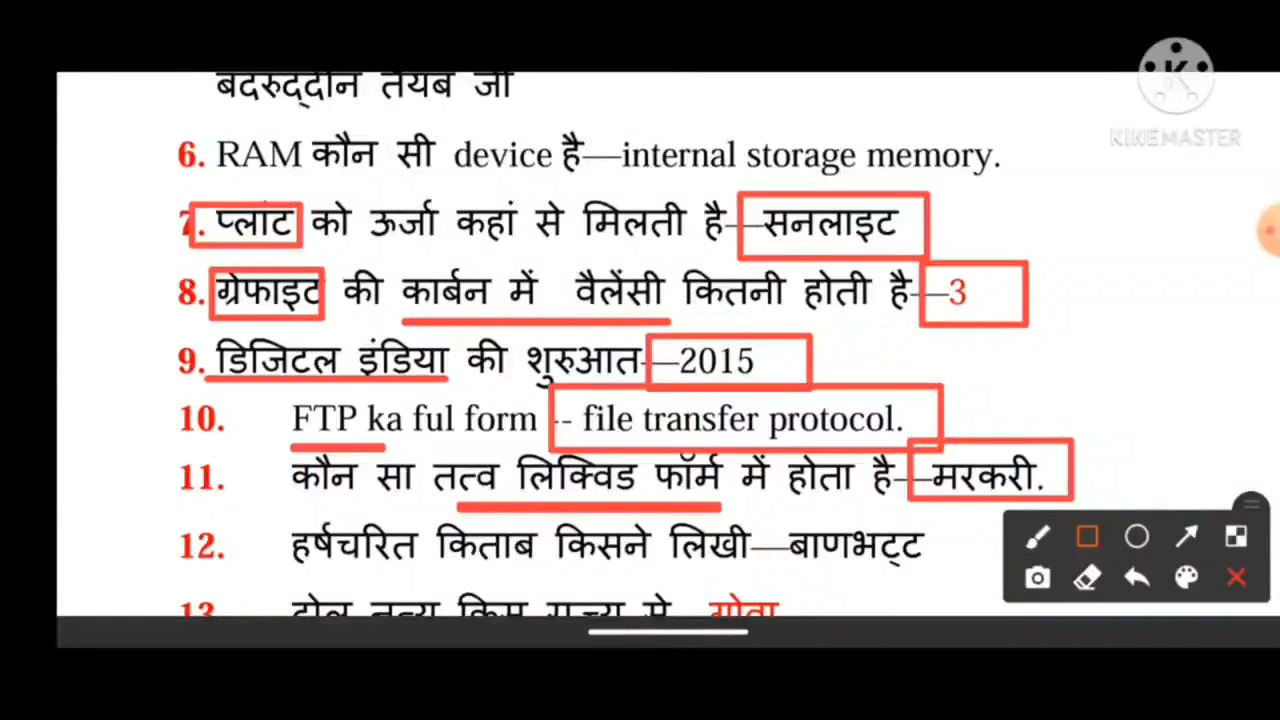 बदरुद्दीन तैयब जी
KINEMASTER
6. RAM कौन सी device है—internal storage memory.
7. प्लांट को ऊर्जा कहां से मिलती है—सनलाइट
8. ग्रेफाइट की कार्बन में वैलेंसी कितनी होती है—3
9. डिजिटल इंडिया की शुरुआत—2015
10. FTP ka ful form -- file transfer protocol.
11. कौन सा तत्व लिक्विड फॉर्म में होता है—मरकरी.
12. हर्षचरित किताब किसने लिखी—बाणभट्ट
13. ढोल नृत्य किस राज्य मे गोवा